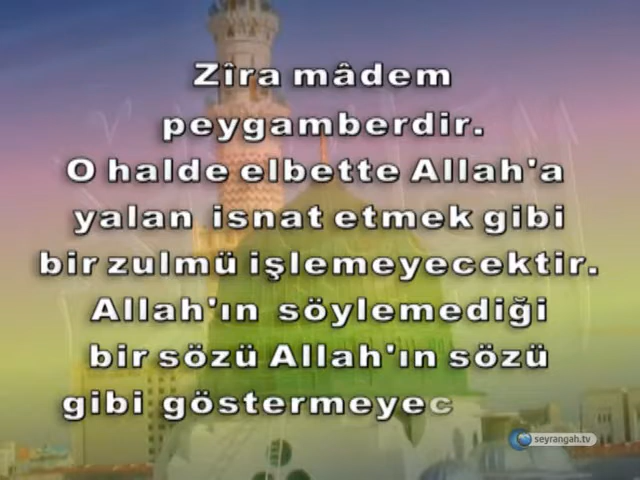 Zîra mâdem
peygamberdir.
O halde elbette Allah'a
yalan isnat etmek gibi
bir zulmü işlemeyecektir.
Allah'ın söylemediği
bir sözü Allah'ın sözü
gibi göstermeyec
seyrangah.tv